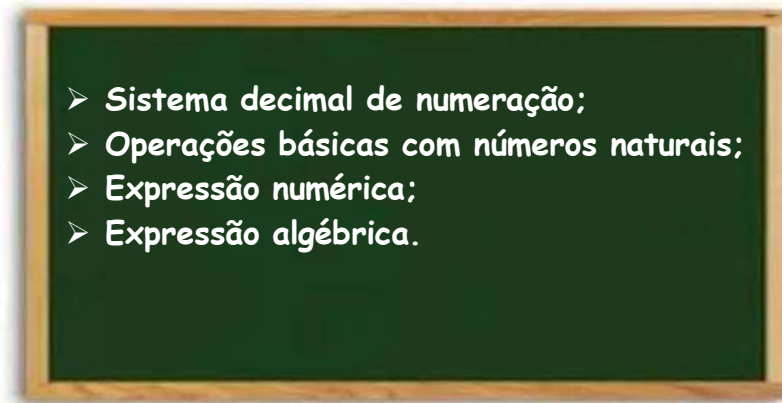 ➢ Sistema decimal de numeração;
➢ Operações básicas com números naturais;
➢ Expressão numérica;
➢ Expressão algébrica.